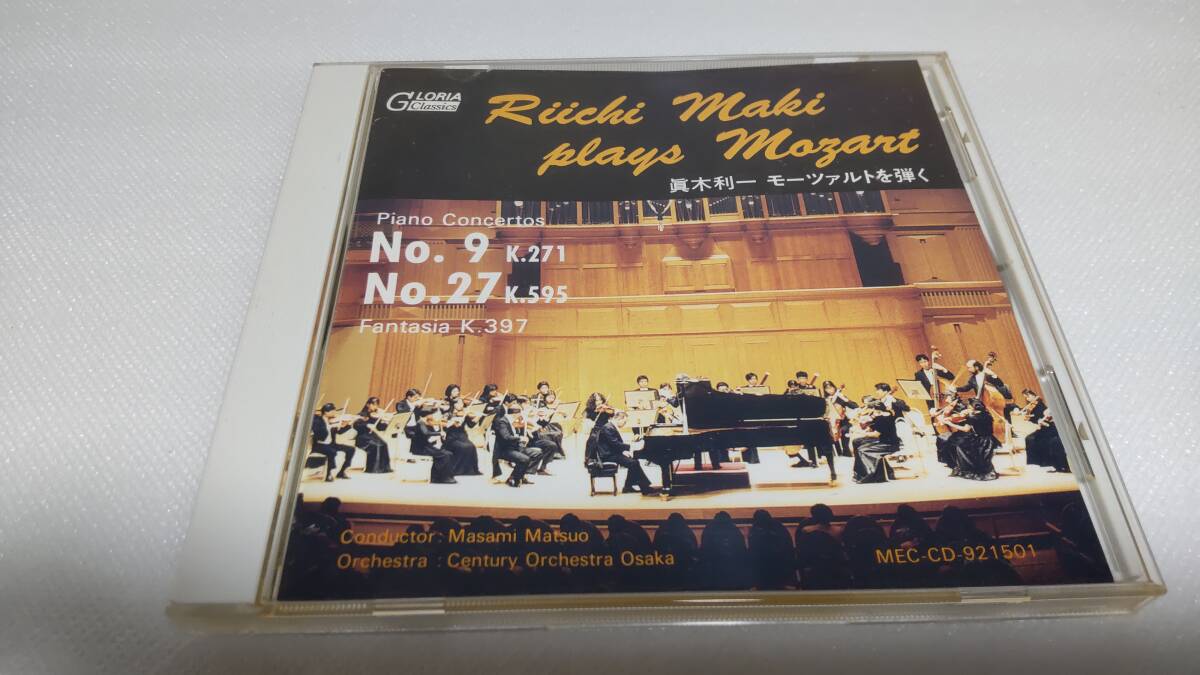 GLORIA
Classics
Riichi Maki
plays Mozart
眞木利一 モーツァルトを弾く
Piano Concertos
No. 9 K.271
No.27 K.595
Fantasia K.397
Conductor : Masami Matsuo
Orchestra : Century Orchestra Osaka
MEC-CD-921501